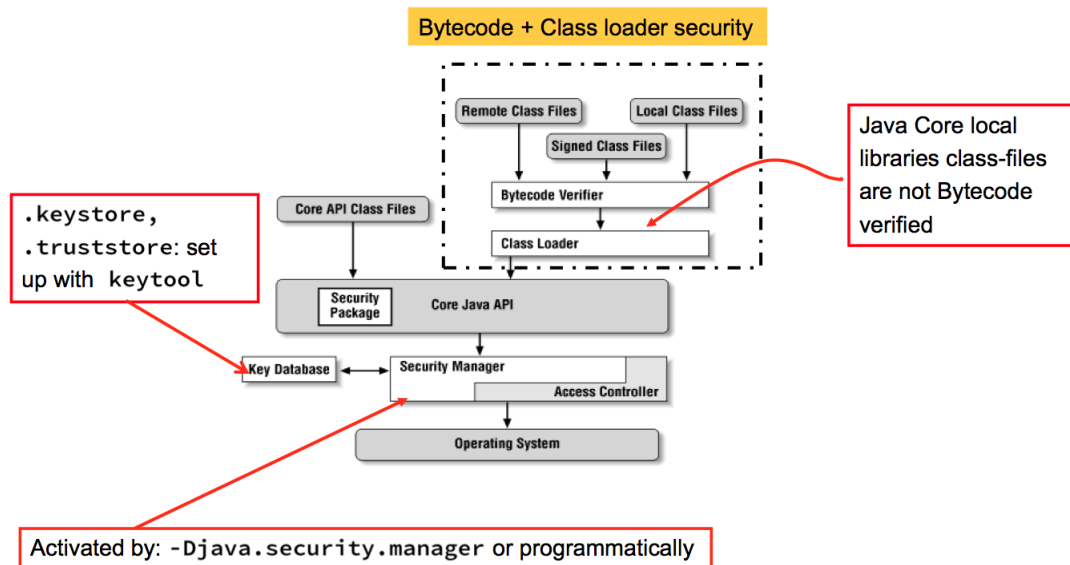 Bytecode + Class loader security
Remote Class Files
Local Class Files
Signed Class Files
Java Core local
libraries class-files
are not Bytecode
verified
Bytecode Verifier
.keystore,
.truststore: set
up with keytool
Core API Class Files
Class Loader
Security
Package
Core Java API
Key Database
Security Manager
Access Controller
Operating System
Activated by: -Djava.security.manager or programmatically